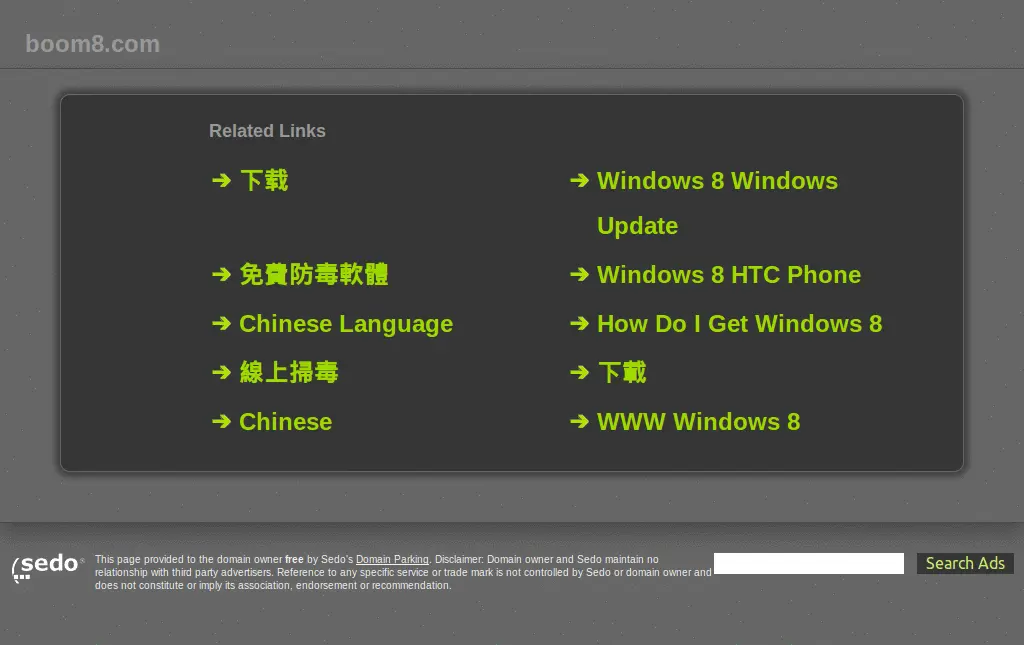 boom8.com
Related Links
➔ 下载
➔ Windows 8 Windows
Update
➔ 免費防毒軟體
➔ Windows 8 HTC Phone
➔ Chinese Language
➔ How Do I Get Windows 8
➔ 線上掃毒
➔ 下載
➔ Chinese
➔ WWW Windows 8
sedo®
This page provided to the domain owner free by Sedo's Domain Parking. Disclaimer: Domain owner and Sedo maintain no
relationship with third party advertisers. Reference to any specific service or trade mark is not controlled by Sedo or domain owner and
does not constitute or imply its association, endorsement or recommendation.
Search Ads